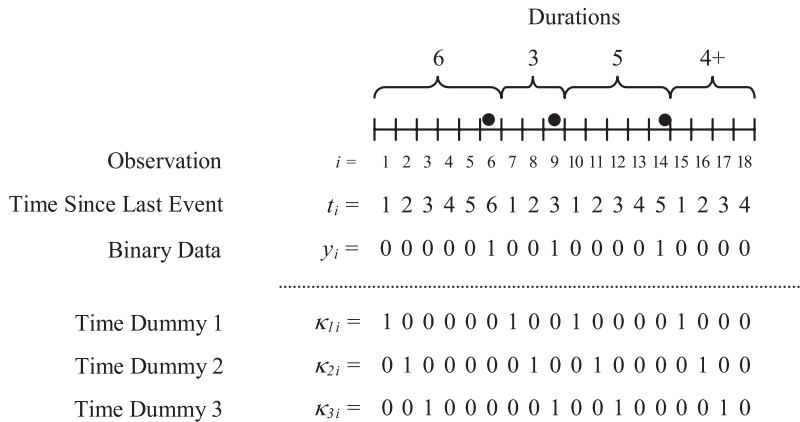 Durations
6 3 5 4+
Observation i = 1 2 3 4 5 6 7 8 9 10 11 12 13 14 15 16 17 18
Time Since Last Event tᵢ = 1 2 3 4 5 6 1 2 3 1 2 3 4 5 1 2 3 4
Binary Data yᵢ = 0 0 0 0 0 1 0 0 1 0 0 0 0 1 0 0 0 0
Time Dummy 1 κ₁ᵢ = 1 0 0 0 0 0 1 0 0 1 0 0 0 0 1 0 0 0
Time Dummy 2 κ₂ᵢ = 0 1 0 0 0 0 0 1 0 0 1 0 0 0 0 1 0 0
Time Dummy 3 κ₃ᵢ = 0 0 1 0 0 0 0 0 1 0 0 1 0 0 0 0 1 0